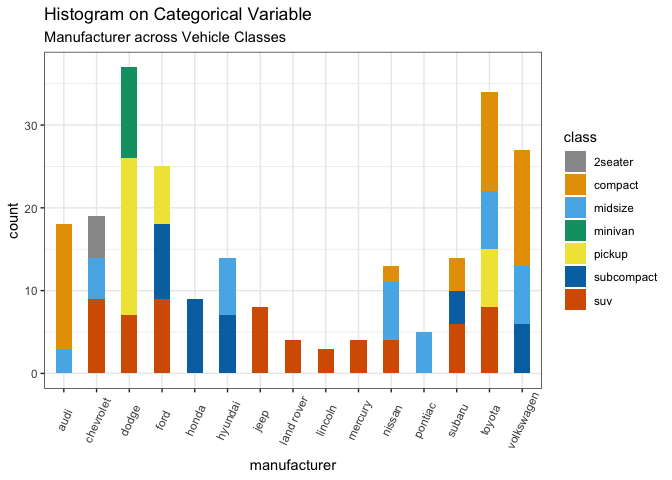 Histogram on Categorical Variable
Manufacturer across Vehicle Classes
count
30
20
10
0
audi
chevrolet
dodge
ford
honda
hyundai
jeep
land rover
lincoln
mercury
nissan
pontiac
subaru
toyota
volkswagen
manufacturer
class
2seater
compact
midsize
minivan
pickup
subcompact
suv